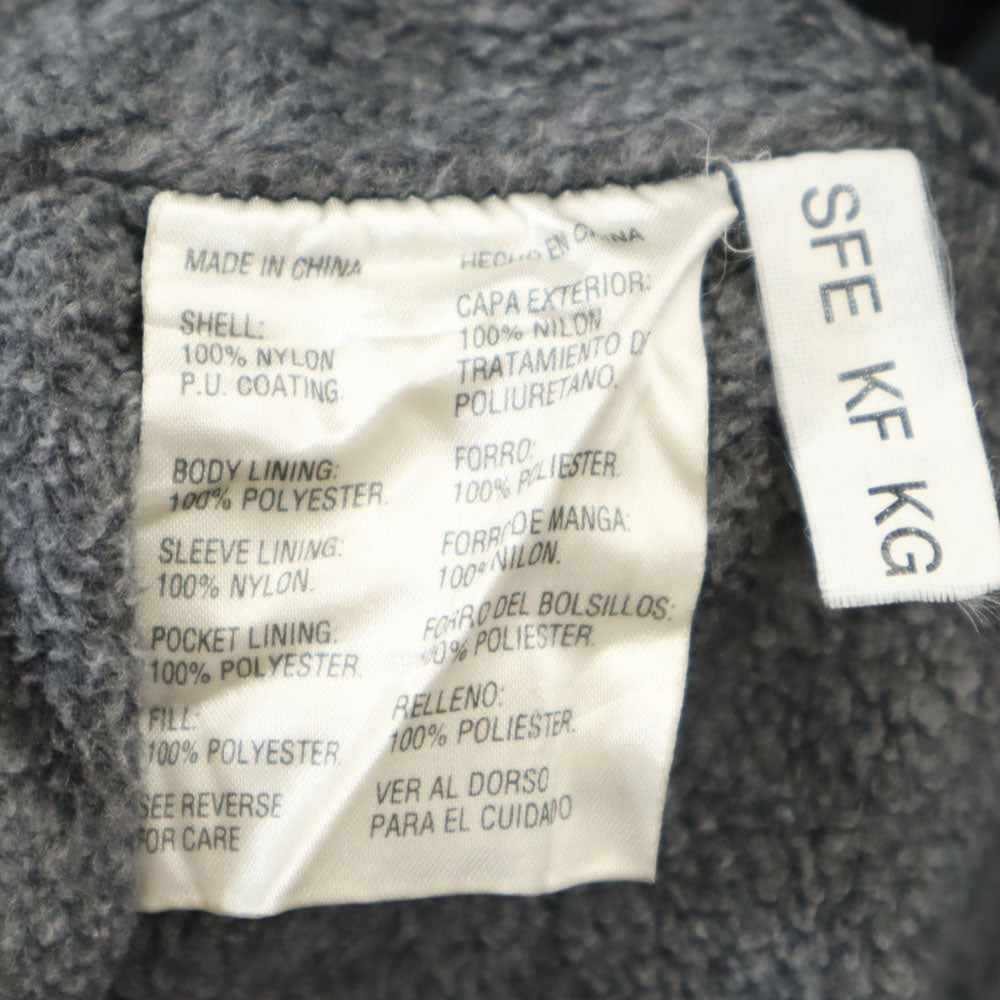 MADE IN CHINA
SHELL:
100% NYLON
P.U. COATING.
BODY LINING:
100% POLYESTER.
SLEEVE LINING:
100% NYLON.
POCKET LINING:
100% POLYESTER.
FILL:
100% POLYESTER.
SEE REVERSE
FOR CARE
HECHO EN CHINA
CAPA EXTERIOR:
100% NILON
TRATAMIENTO DE
POLIURETANO.
FORRO:
100% POLIESTER.
FORRO DE MANGA:
100% NILON.
FORRO DEL BOLSILLOS:
100% POLIESTER.
RELLENO:
100% POLIESTER.
VER AL DORSO
PARA EL CUIDADO
SFE KF KG